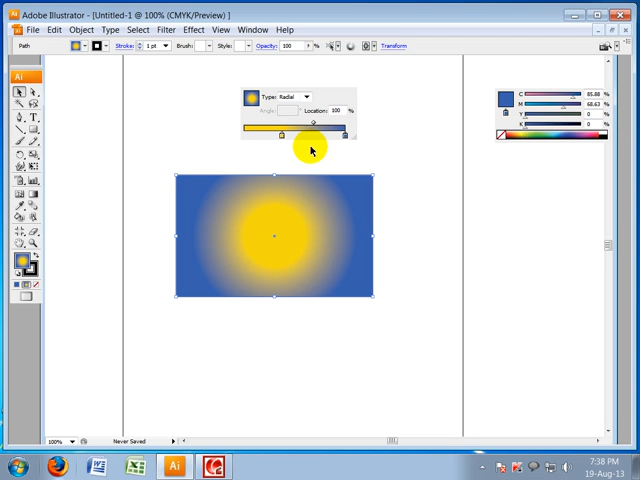 Adobe Illustrator - [Untitled-1 @ 100% (CMYK/Preview) ]
File Edit Object Type Select Filter Effect View Window Help
Path Stroke: 1 pt Brush: Style: Opacity: 100 % Transform
Ai
Type: Radial
Angle: Location: 100 %
C 85.88
M 68.63
Y 0
K 0
%
T
100% Never Saved
W X Ai
7:38 PM
19-Aug-13